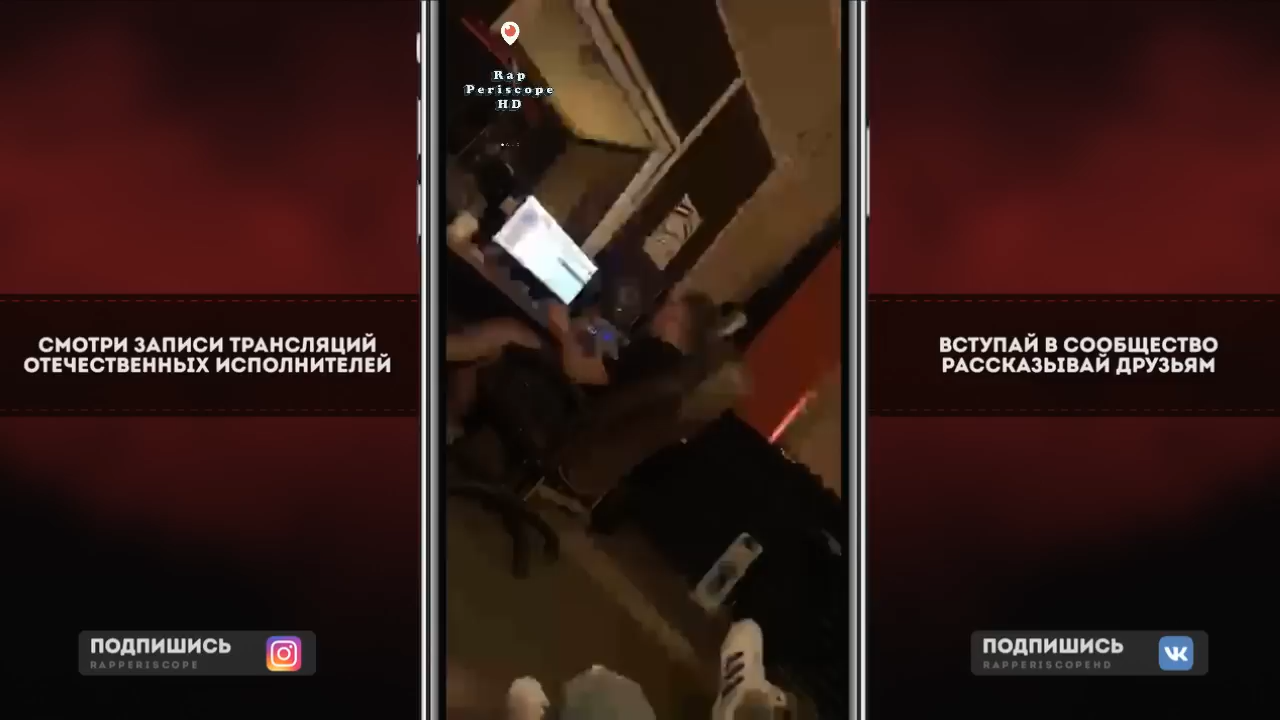 Rap
Periscope
HD
СМОТРИ ЗАПИСИ ТРАНСЛЯЦИЙ
ОТЕЧЕСТВЕННЫХ ИСПОЛНИТЕЛЕЙ
ВСТУПАЙ В СООБЩЕСТВО
РАССКАЗЫВАЙ ДРУЗЬЯМ
ПОДПИШИСЬ
RAPPERISCOPE
ПОДПИШИСЬ
RAPPERISCOPEHD